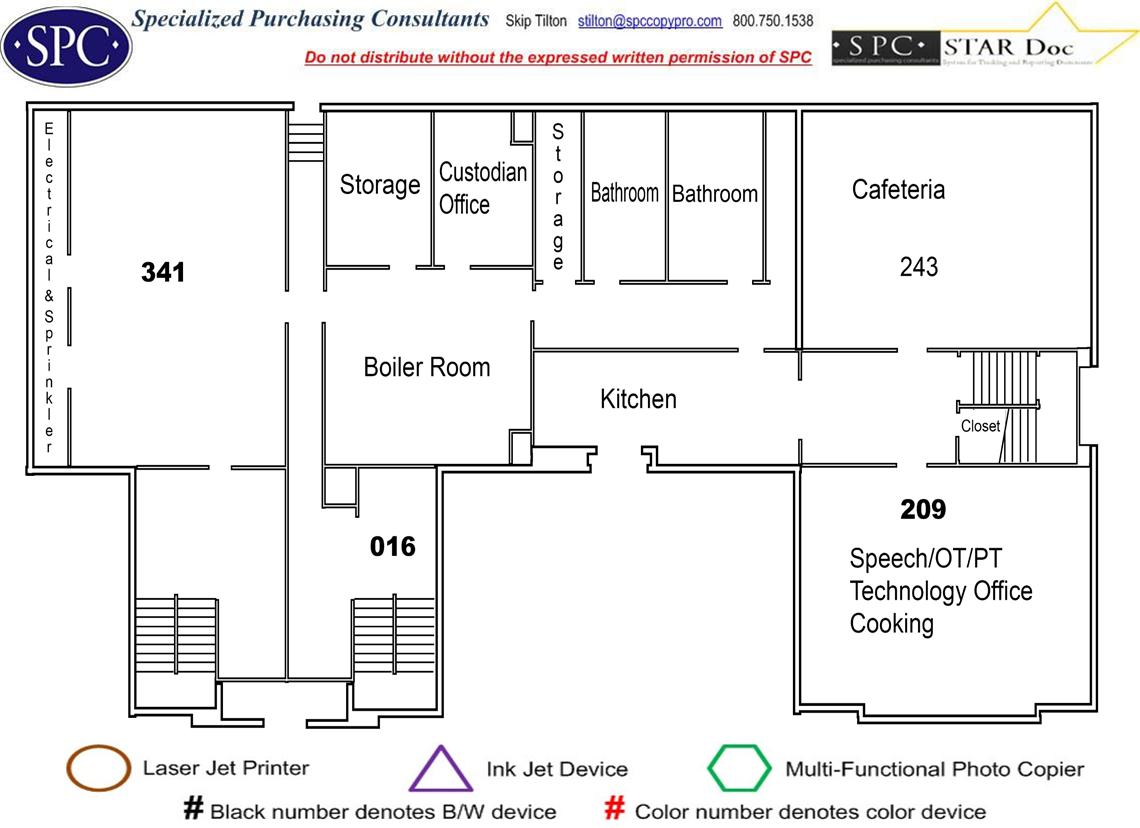 SPC
Specialized Purchasing Consultants Skip Tilton stilton@spccopypro.com 800.750.1538
Do not distribute without the expressed written permission of SPC
SPC STAR Doc
specialized purchasing consultants System for Tracking and Reporting Documents
Electrical & Sprinkler
341
Storage
Custodian
Office
Storage
Bathroom
Bathroom
Cafeteria
243
Boiler Room
Kitchen
Closet
016
209
Speech/OT/PT
Technology Office
Cooking
Laser Jet Printer
Ink Jet Device
Multi-Functional Photo Copier
# Black number denotes B/W device
# Color number denotes color device